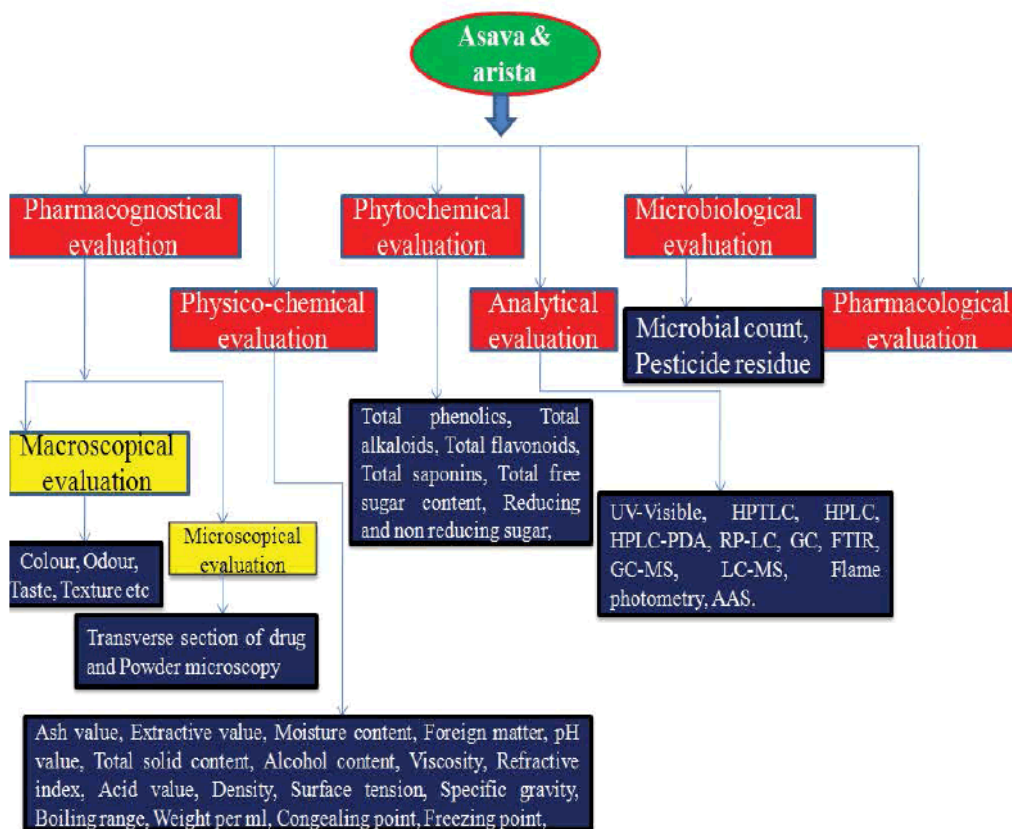 Asava &
arista
Pharmacognostical
evaluation
Phytochemical
evaluation
Microbiological
evaluation
Physico-chemical
evaluation
Analytical
evaluation
Microbial count,
Pesticide residue
Pharmacological
evaluation
Macroscopical
evaluation
Total phenolics, Total
alkaloids, Total flavonoids,
Total saponins, Total free
sugar content, Reducing
and non reducing sugar,
UV-Visible, HPTLC, HPLC,
HPLC-PDA, RP-LC, GC, FTIR,
GC-MS, LC-MS, Flame
photometry, AAS.
Microscopical
evaluation
Colour, Odour,
Taste, Texture etc
Transverse section of drug
and Powder microscopy
Ash value, Extractive value, Moisture content, Foreign matter, pH
value, Total solid content, Alcohol content, Viscosity, Refractive
index, Acid value, Density, Surface tension, Specific gravity,
Boiling range, Weight per ml, Congealing point, Freezing point,